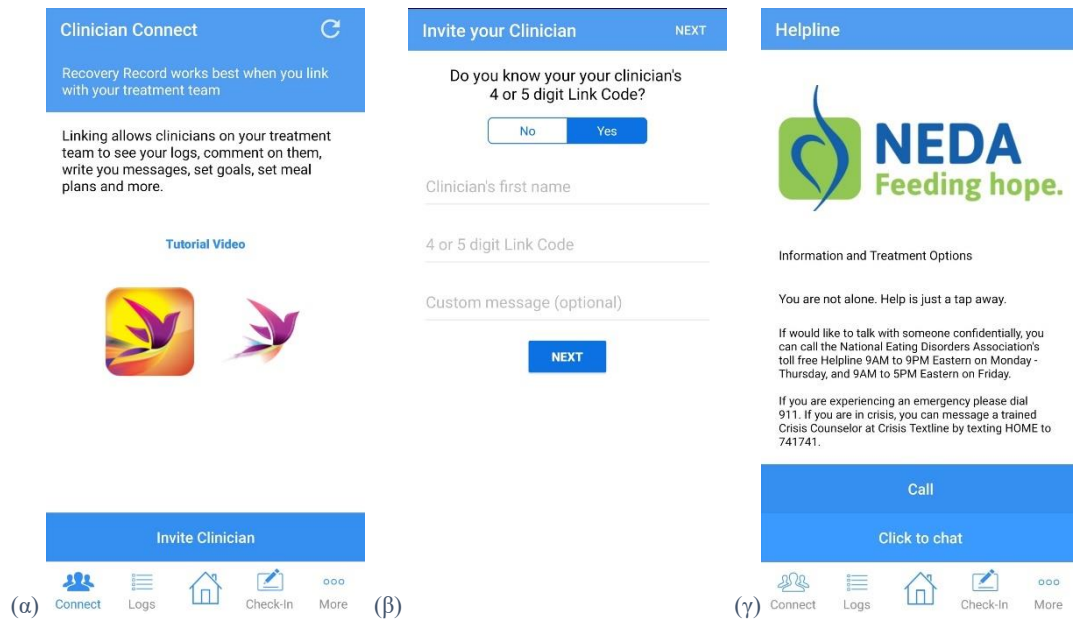 Clinician Connect
Recovery Record works best when you link
with your treatment team
Linking allows clinicians on your treatment
team to see your logs, comment on them,
write you messages, set goals, set meal
plans and more.
Tutorial Video
Invite Clinician
Connect Logs Check-In More
(α)
Invite your Clinician NEXT
Do you know your your clinician's
4 or 5 digit Link Code?
No Yes
Clinician's first name
4 or 5 digit Link Code
Custom message (optional)
NEXT
(β)
Helpline
NEDA
Feeding hope.
Information and Treatment Options
You are not alone. Help is just a tap away.
If would like to talk with someone confidentially, you
can call the National Eating Disorders Association's
toll free Helpline 9AM to 9PM Eastern on Monday -
Thursday, and 9AM to 5PM Eastern on Friday.
If you are experiencing an emergency please dial
911. If you are in crisis, you can message a trained
Crisis Counselor at Crisis Textline by texting HOME to
741741.
Call
Click to chat
Connect Logs Check-In More
(γ)